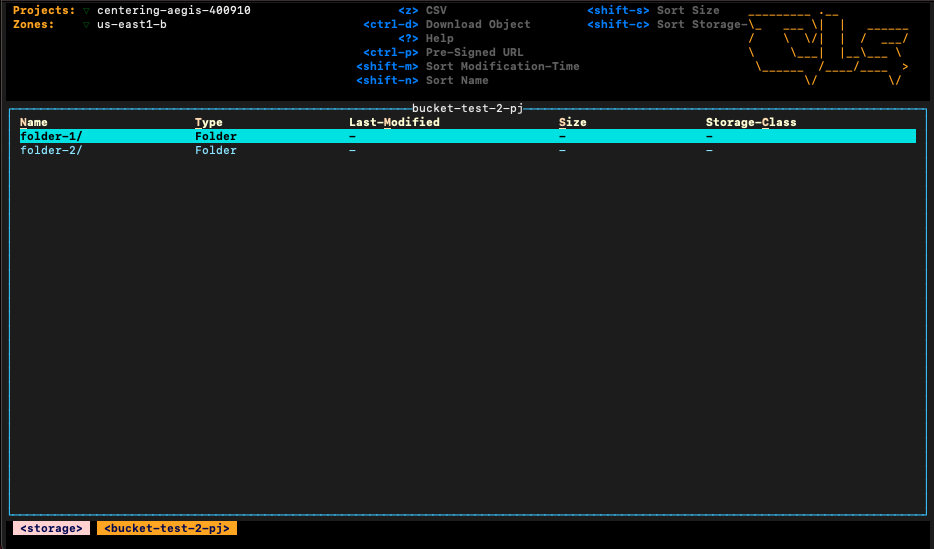 Projects: ▽ centering-aegis-400910
Zones: ▽ us-east1-b
<z> CSV
<ctrl-d> Download Object
<?> Help
<ctrl-p> Pre-Signed URL
<shift-m> Sort Modification-Time
<shift-n> Sort Name
<shift-s> Sort Size
<shift-c> Sort Storage-
bucket-test-2-pj
Name Type Last-Modified Size Storage-Class
folder-1/ Folder - - -
folder-2/ Folder - - -
<storage> <bucket-test-2-pj>